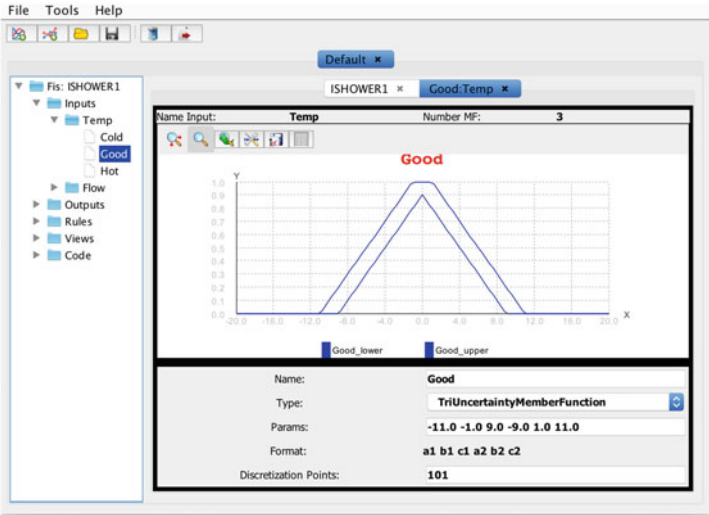 File Tools Help
Default ×
Fis: ISHOWER1
Inputs
Temp
Cold
Good
Hot
Flow
Outputs
Rules
Views
Code
ISHOWER1 ×
Good:Temp ×
Name Input: Temp Number MF: 3
Good
Y
1.0
0.9
0.8
0.7
0.6
0.5
0.4
0.3
0.2
0.1
0.0
-20.0 -16.0 -12.0 -8.0 -4.0 0.0 4.0 8.0 12.0 16.0 20.0 X
Good_lower Good_upper
Name: Good
Type: TriUncertaintyMemberFunction
Params: -11.0 -1.0 9.0 -9.0 1.0 11.0
Format: a1 b1 c1 a2 b2 c2
Discretization Points: 101